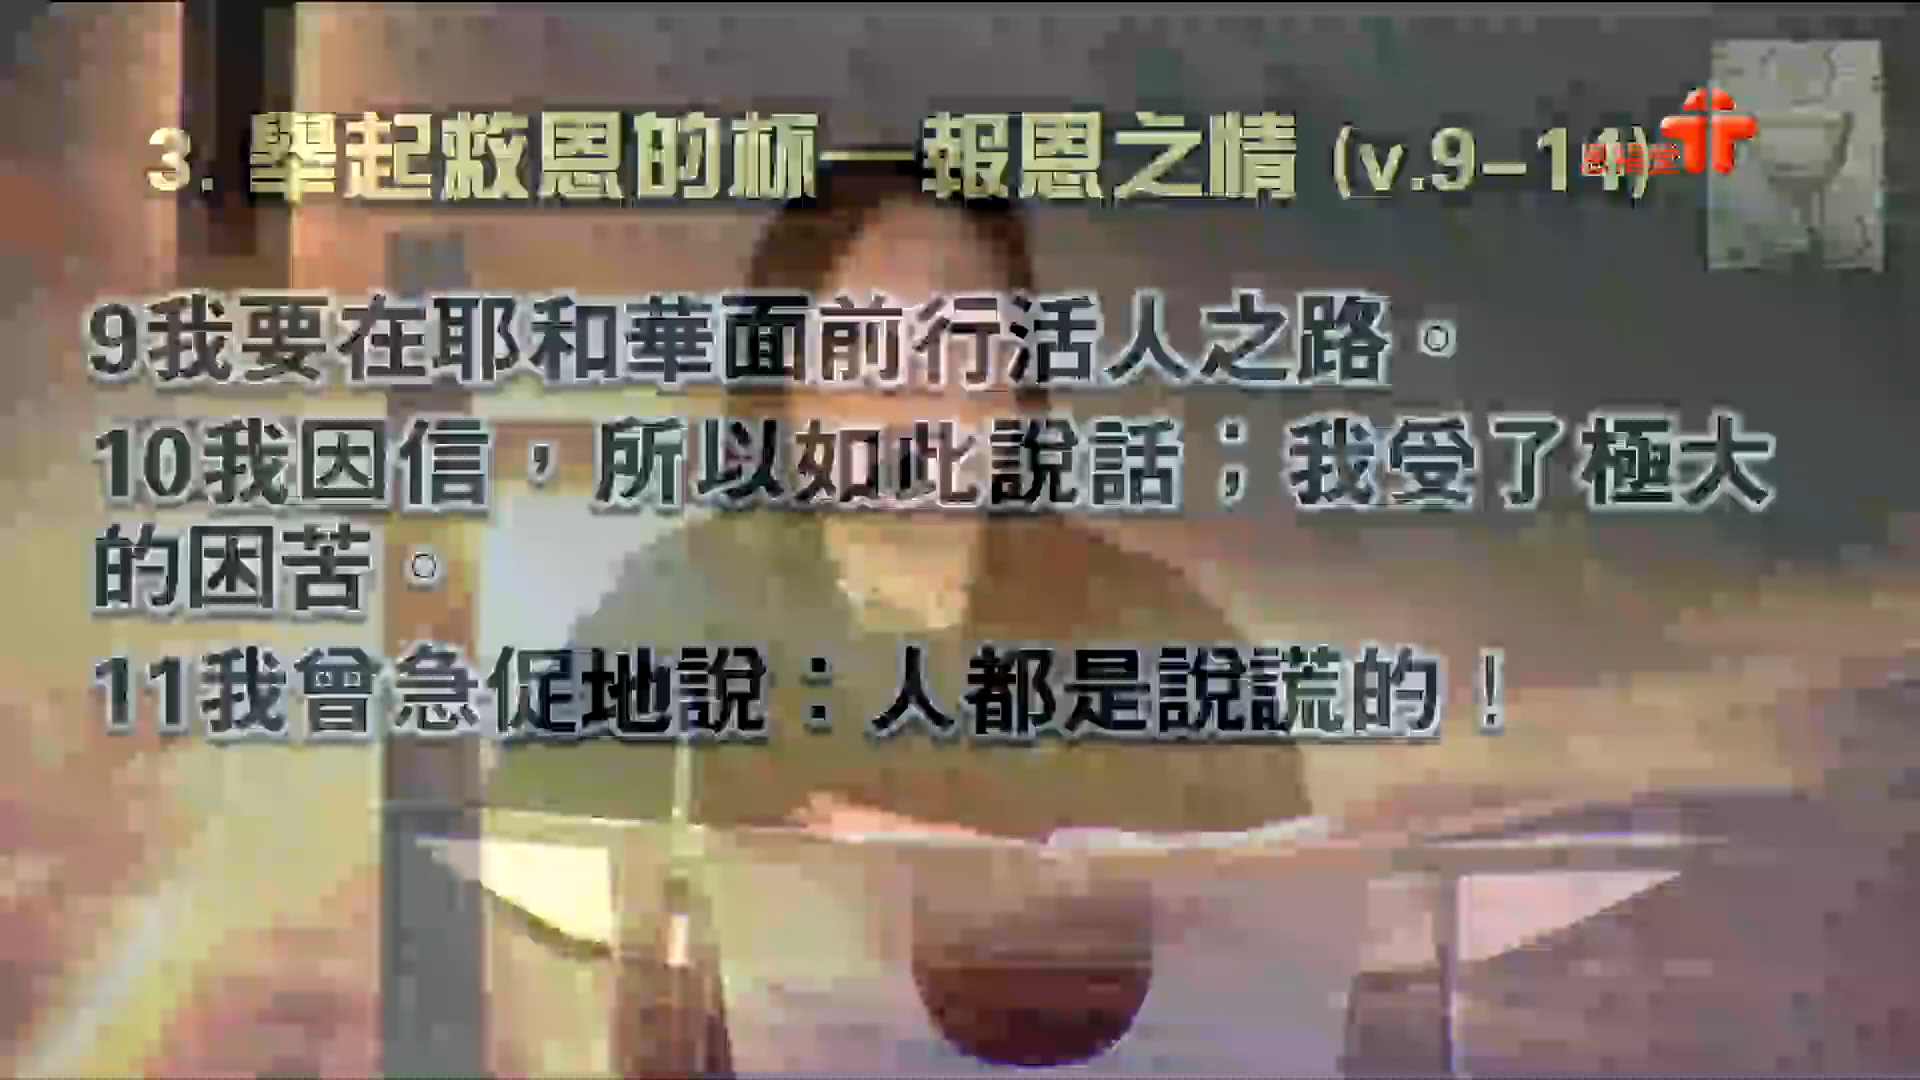 3. 舉起救恩的杯—報恩之情 (v.9-14)
恩福堂
9我要在耶和華面前行活人之路。
10我因信，所以如此說話；我受了極大
的困苦。
11我曾急促地說：人都是說謊的！